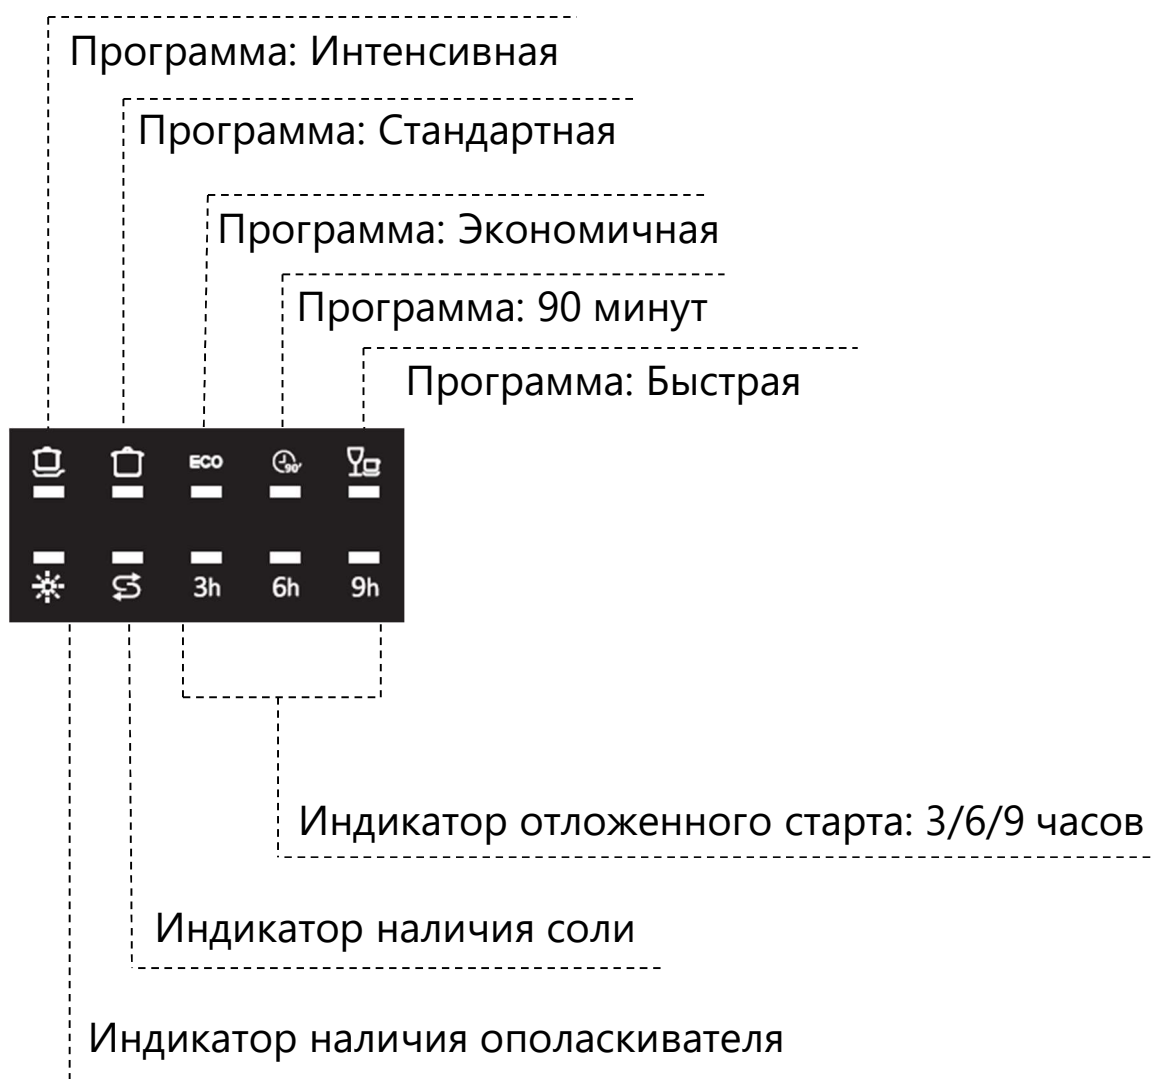 Программа: Интенсивная
Программа: Стандартная
Программа: Экономичная
Программа: 90 минут
Программа: Быстрая
ECO 90'
3h 6h 9h
Индикатор отложенного старта: 3/6/9 часов
Индикатор наличия соли
Индикатор наличия ополаскивателя